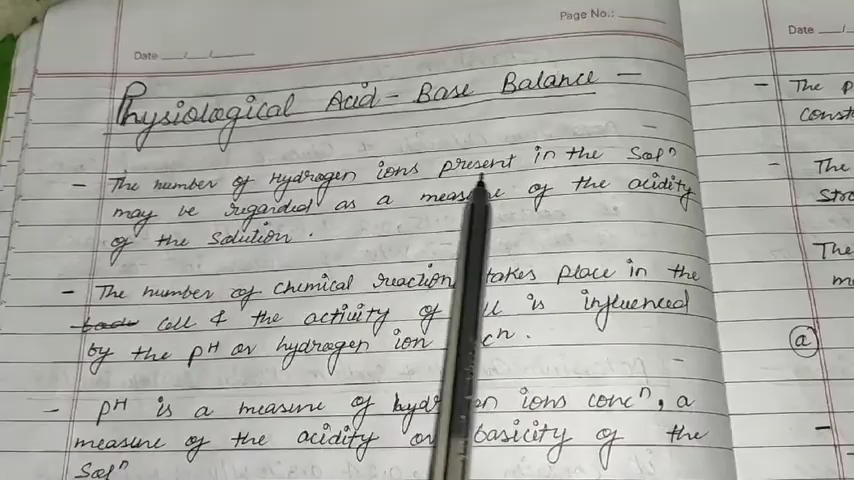 Page No.:
Date
Physiological Acid - Base Balance -
- The number of Hydrogen ions present in the Solⁿ
may be regarded as a measure of the acidity
of the solution.
- The number of chemical reaction takes place in the
cell & the activity of is influenced
by the pH or hydrogen ion
- pH is a measure of hydrogen ions concⁿ, a
measure of the acidity or basicity of the
Solⁿ
Date
- The
- The
The
(a)